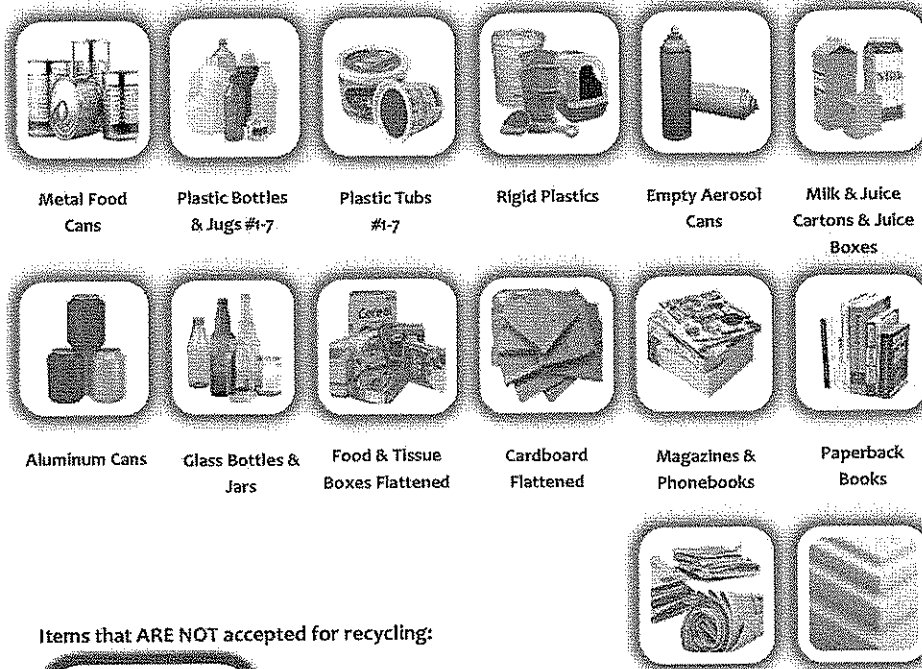 Metal Food
Cans
Plastic Bottles
& Jugs #1-7
Plastic Tubs
#1-7
Rigid Plastics
Empty Aerosol
Cans
Milk & Juice
Cartons & Juice
Boxes
Cereal
Aluminum Cans
Glass Bottles &
Jars
Food & Tissue
Boxes Flattened
Cardboard
Flattened
Magazines &
Phonebooks
Paperback
Books
Items that ARE NOT accepted for recycling: